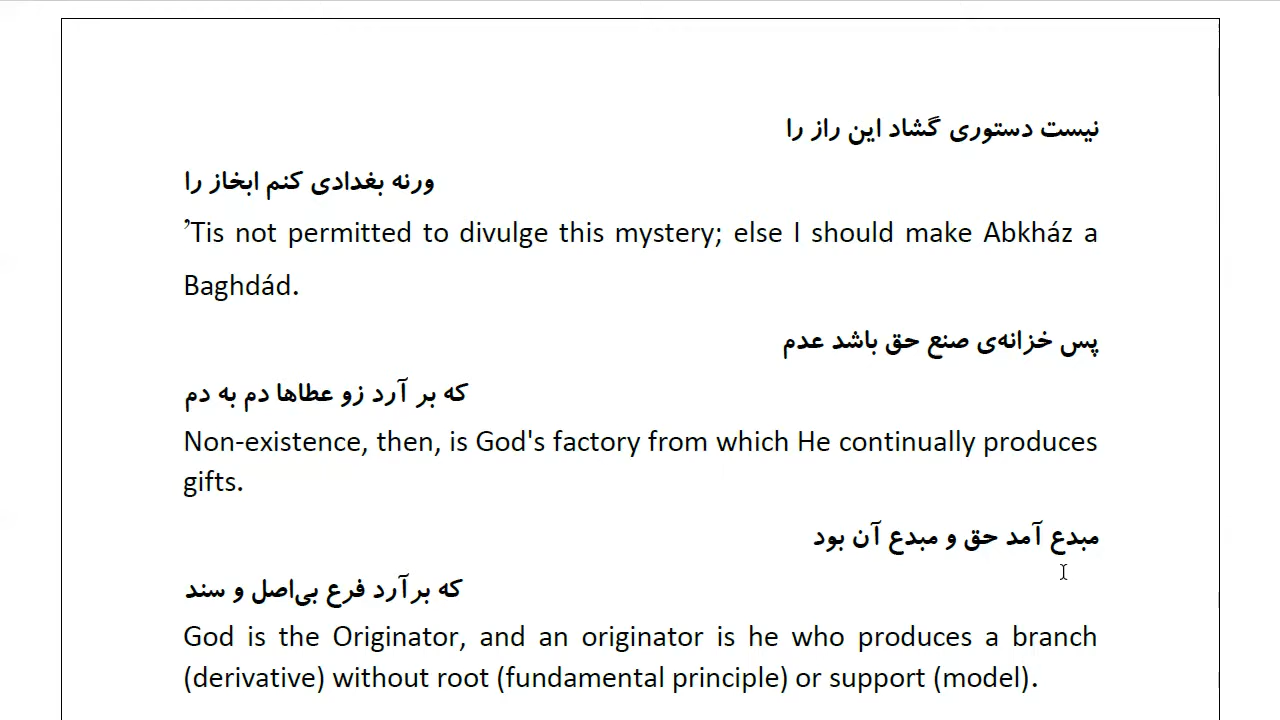 نیست دستوری گشاد این راز را
ورنه بغدادی کنم ابخاز را
’Tis not permitted to divulge this mystery; else I should make Abkház a
Baghdád.
پس خزانه‌ی صنع حق باشد عدم
که بر آرد زو عطاها دم به دم
Non-existence, then, is God's factory from which He continually produces
gifts.
مبدع آمد حق و مبدع آن بود
که برآرد فرع بی‌اصل و سند
God is the Originator, and an originator is he who produces a branch
(derivative) without root (fundamental principle) or support (model).